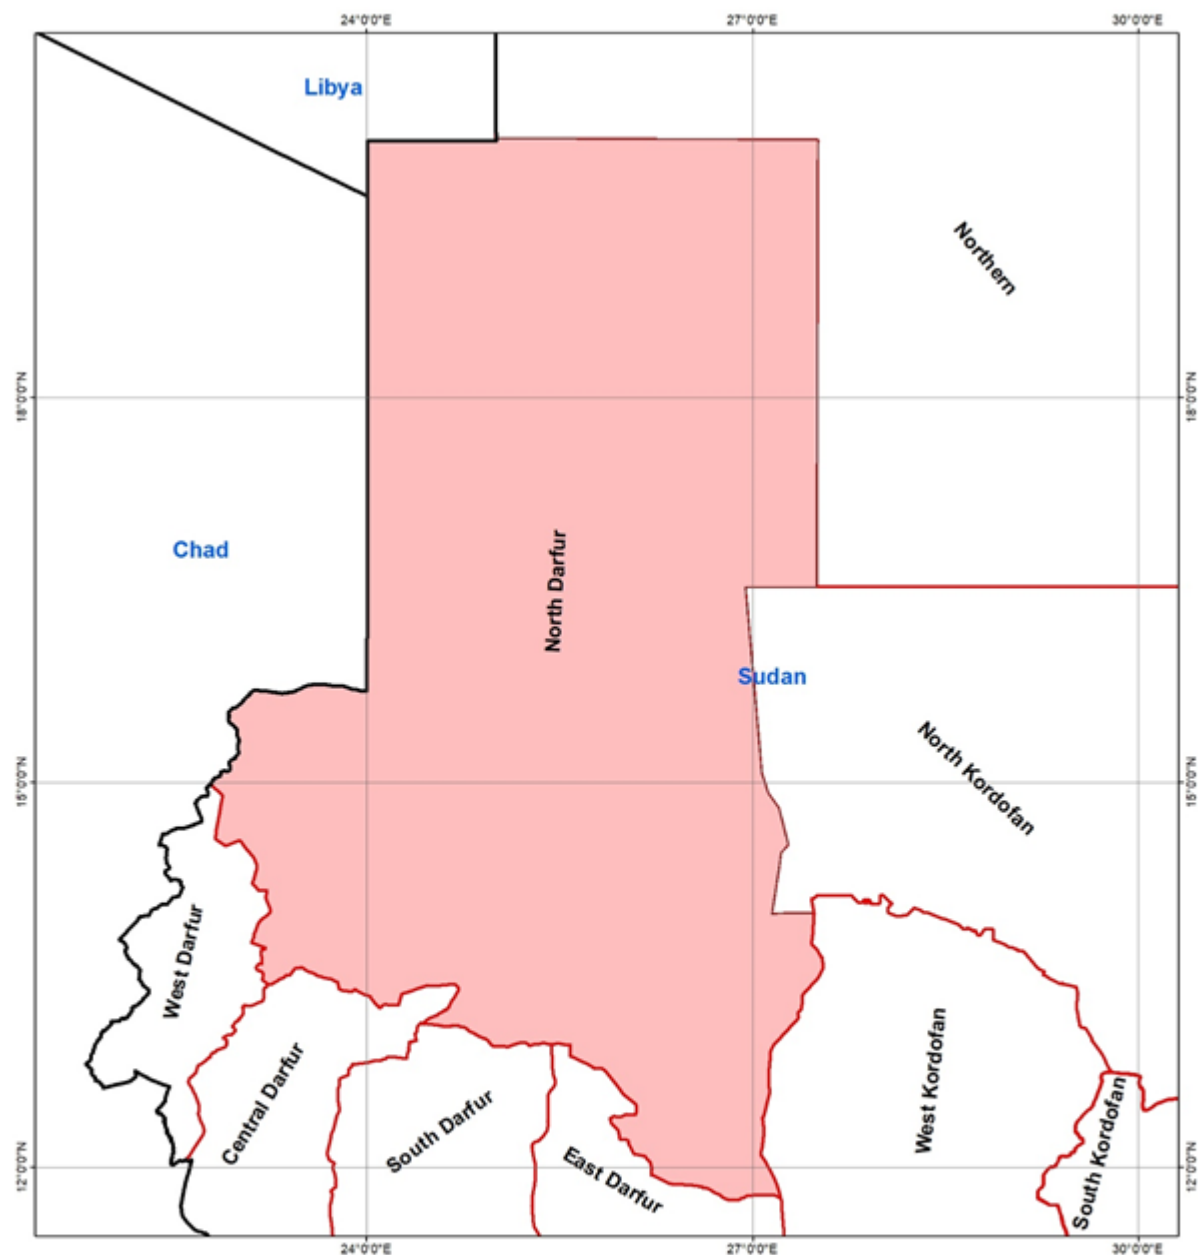 24°0'0"E
27°0'0"E
30°0'0"E
Libya
Northern
18°0'0"N
18°0'0"N
Chad
North Darfur
Sudan
North Kordofan
15°0'0"N
15°0'0"N
West Darfur
Central Darfur
South Darfur
East Darfur
West Kordofan
South Kordofan
12°0'0"N
12°0'0"N
24°0'0"E
27°0'0"E
30°0'0"E